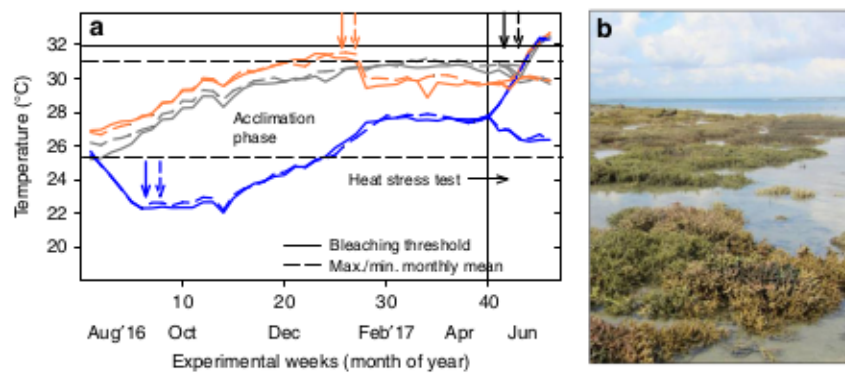 a
b
32
30
28
26
24
22
20
Temperature (°C)
Acclimation
phase
Heat stress test
Bleaching threshold
Max./min. monthly mean
10 20 30 40
Aug'16 Oct Dec Feb'17 Apr Jun
Experimental weeks (month of year)